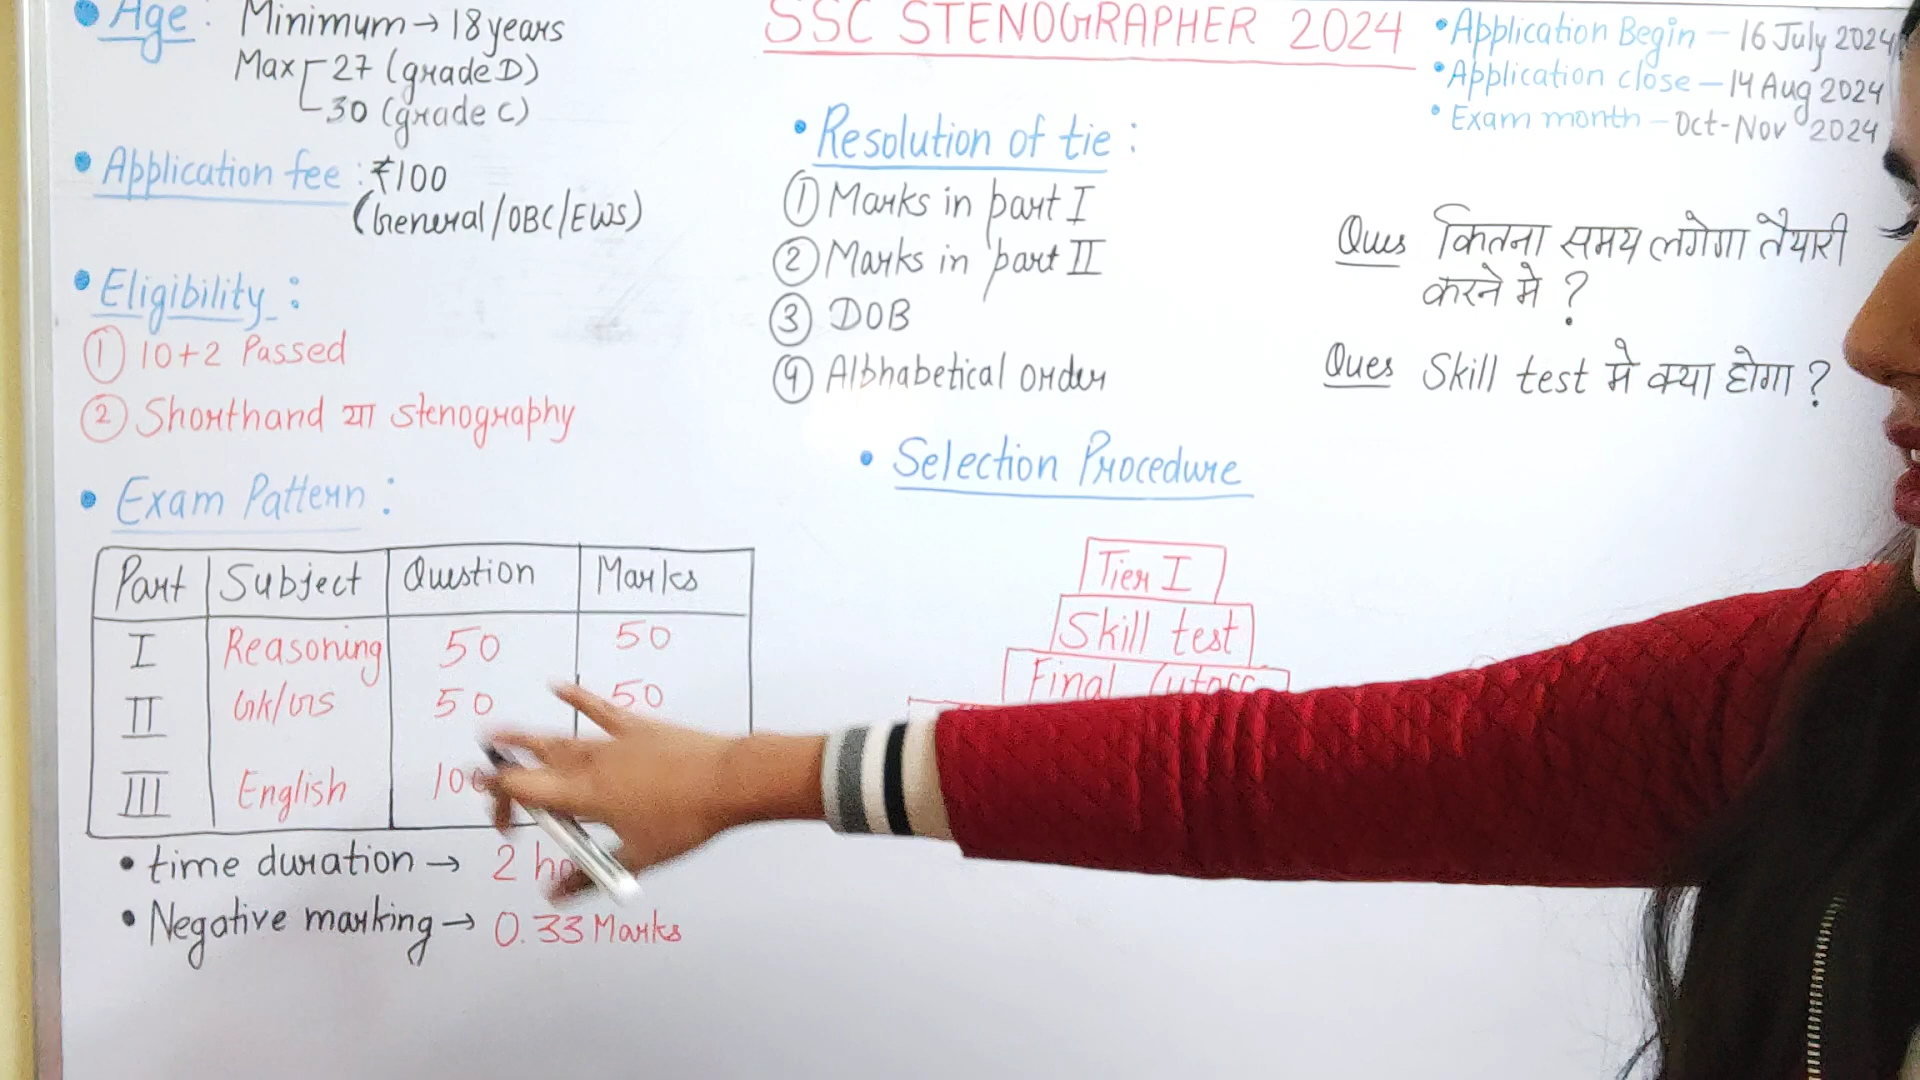 SSC STENOGRAPHER 2024
• Age : Minimum → 18 years
Max 27 (grade D)
30 (grade C)
• Application fee : ₹100
(General/OBC/EWS)
• Eligibility :
① 10+2 Passed
② Shorthand या stenography
• Exam Pattern :
Part Subject Question Marks
I Reasoning 50 50
II GK/GS 50 50
III English
• time duration → 2
• Negative marking → 0.33 Marks
• Resolution of tie :
① Marks in part I
② Marks in part II
③ DOB
④ Alphabetical order
• Selection Procedure
Tier I
Skill test
Final
• Application Begin – 16 July 2024
• Application close – 14 Aug 2024
• Exam month – Oct-Nov 2024
Ques कितना समय लगेगा तैयारी
करने मे ?
Ques Skill test मे क्या होगा ?